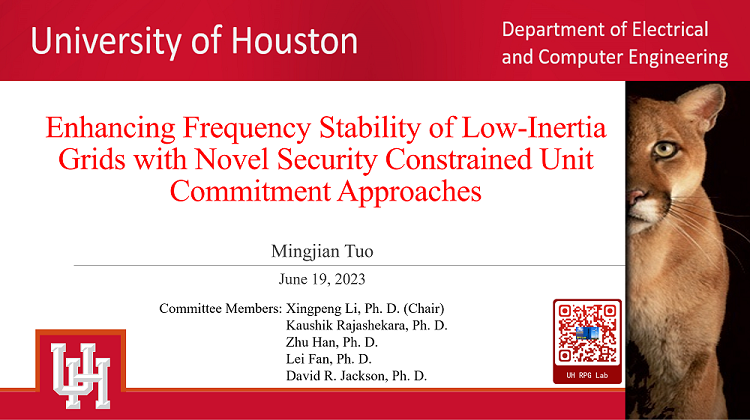 University of Houston
Department of Electrical
and Computer Engineering
Enhancing Frequency Stability of Low-Inertia
Grids with Novel Security Constrained Unit
Commitment Approaches
Mingjian Tuo
June 19, 2023
Committee Members: Xingpeng Li, Ph. D. (Chair)
Kaushik Rajashekara, Ph. D.
Zhu Han, Ph. D.
Lei Fan, Ph. D.
David R. Jackson, Ph. D.
UH RPG Lab
UH